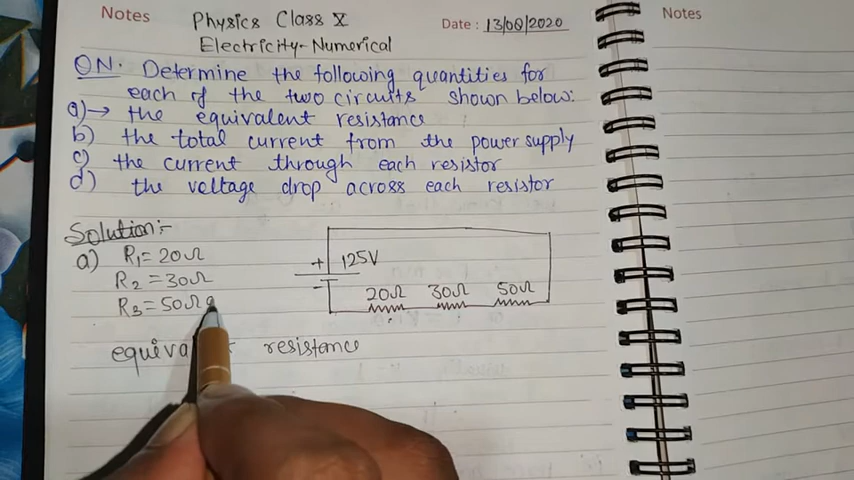 Notes
Physics Class X
Date : 13/08/2020
Electricity-Numerical
QN. Determine the following quantities for
each of the two circuits shown below:
a)→ the equivalent resistance
b) the total current from the power supply
c) the current through each resistor
d) the voltage drop across each resistor
Solution:-
a) R1=20Ω
R2=30Ω
R3=50Ω
+ 125V
-
20Ω 30Ω 50Ω
resistance
Notes